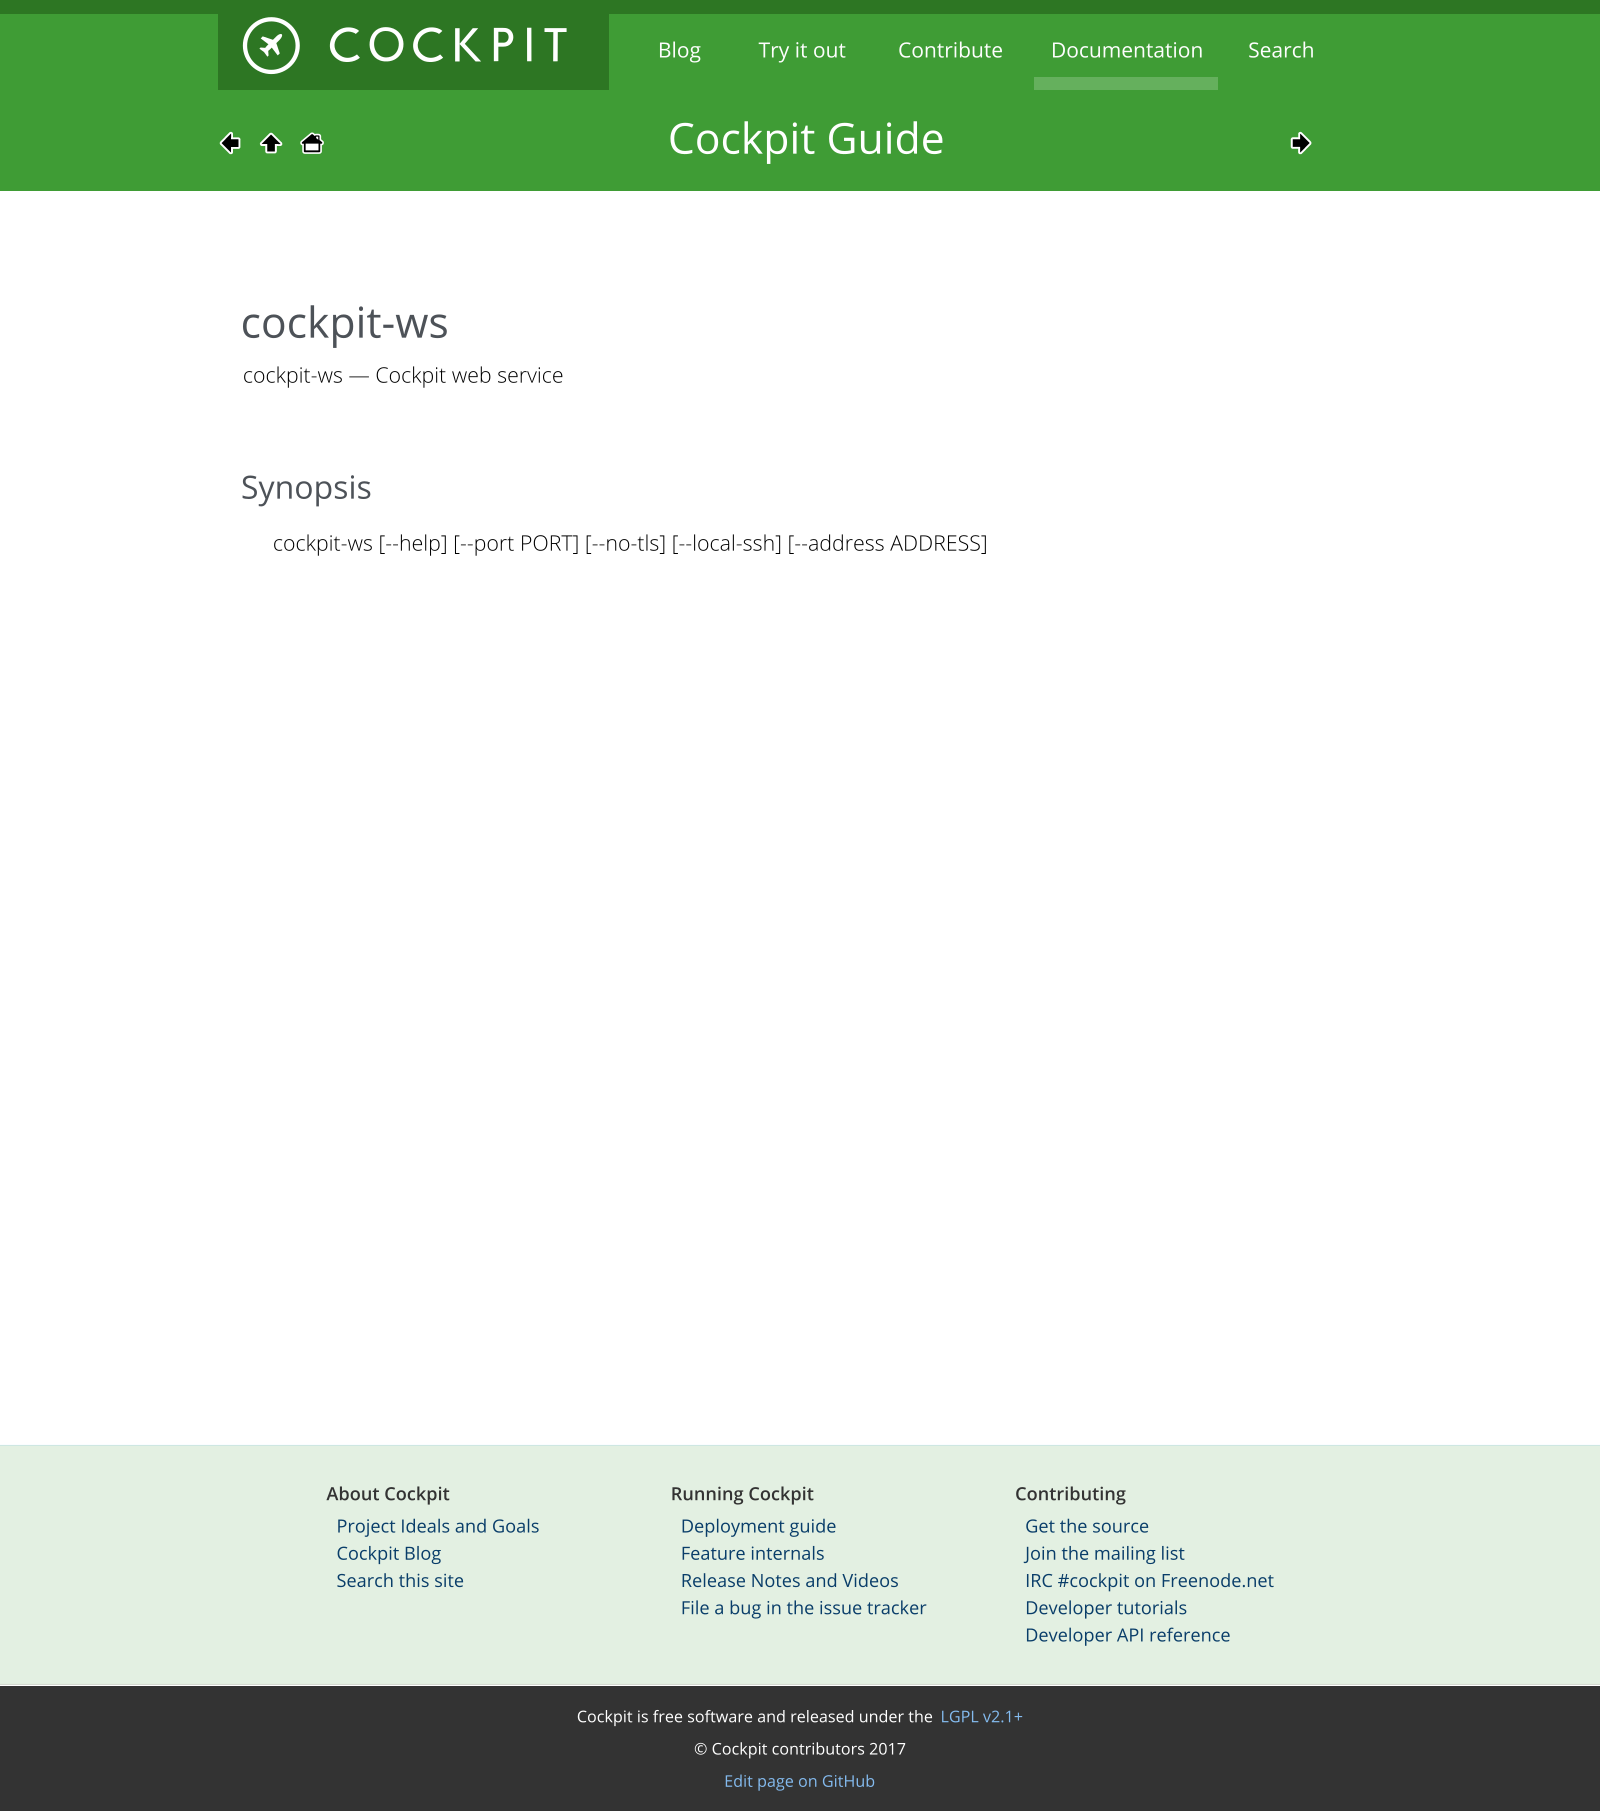 COCKPIT
Blog Try it out Contribute Documentation Search
Cockpit Guide
cockpit-ws
cockpit-ws — Cockpit web service
Synopsis
cockpit-ws [--help] [--port PORT] [--no-tls] [--local-ssh] [--address ADDRESS]
About Cockpit
Project Ideals and Goals
Cockpit Blog
Search this site
Running Cockpit
Deployment guide
Feature internals
Release Notes and Videos
File a bug in the issue tracker
Contributing
Get the source
Join the mailing list
IRC #cockpit on Freenode.net
Developer tutorials
Developer API reference
Cockpit is free software and released under the LGPL v2.1+
© Cockpit contributors 2017
Edit page on GitHub